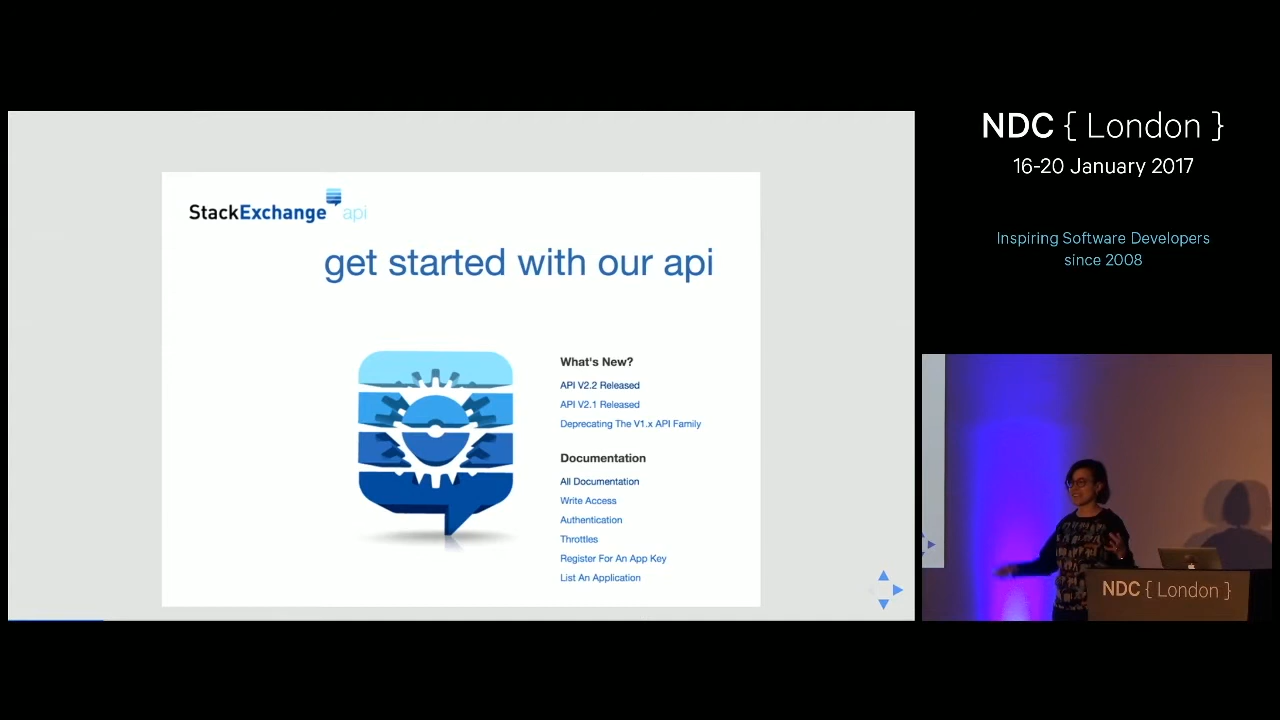 StackExchange api
get started with our api
What's New?
API V2.2 Released
API V2.1 Released
Deprecating The V1.x API Family
Documentation
All Documentation
Write Access
Authentication
Throttles
Register For An App Key
List An Application
NDC { London }
16-20 January 2017
Inspiring Software Developers
since 2008
NDC { London }